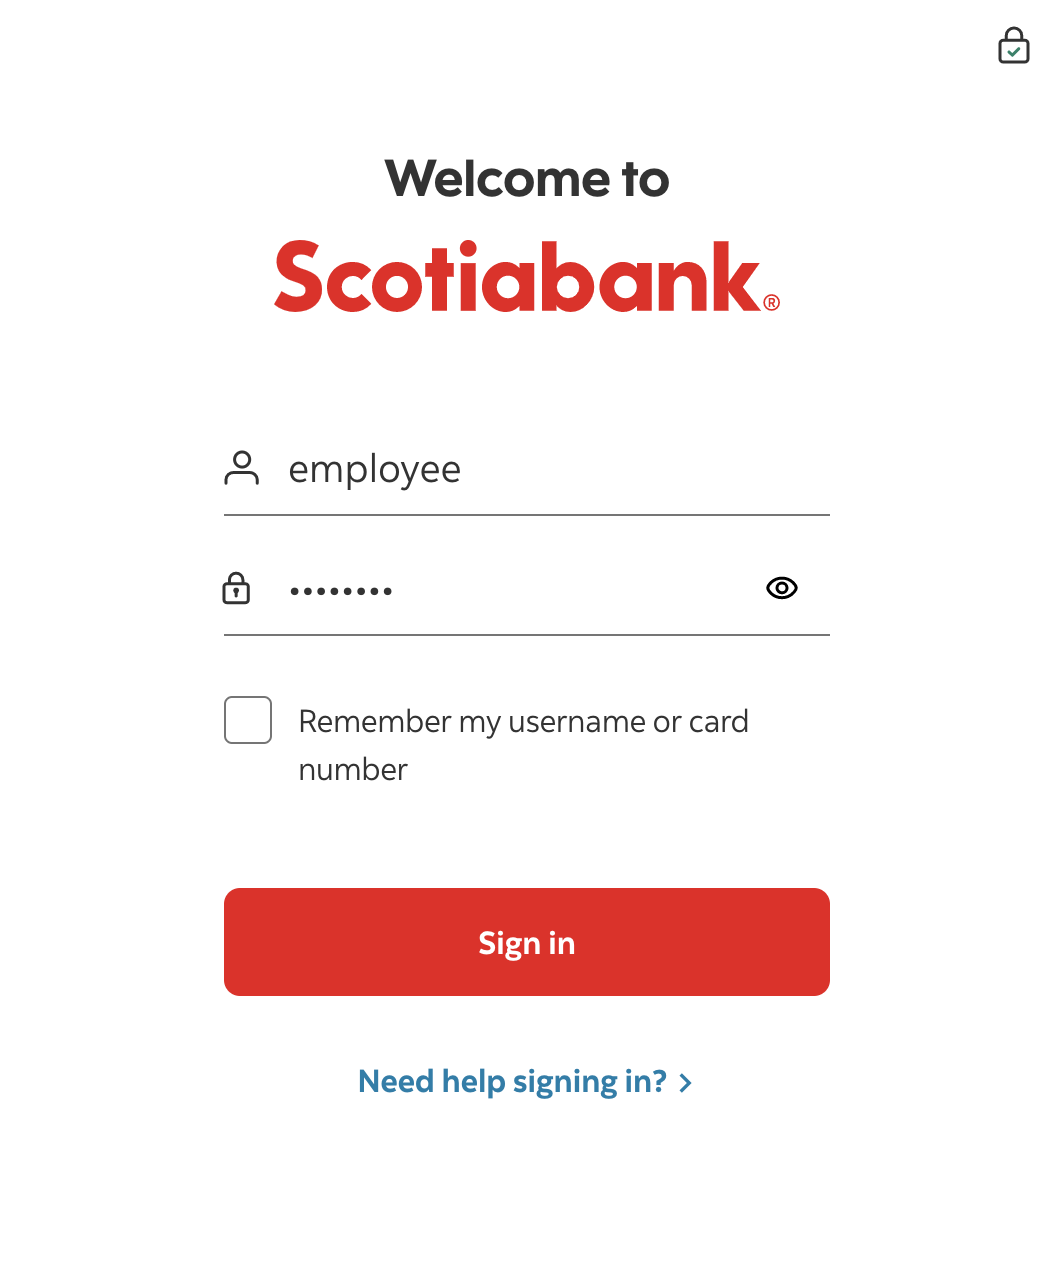 Welcome to
Scotiabank®
employee
••••••••
Remember my username or card
number
Sign in
Need help signing in? >